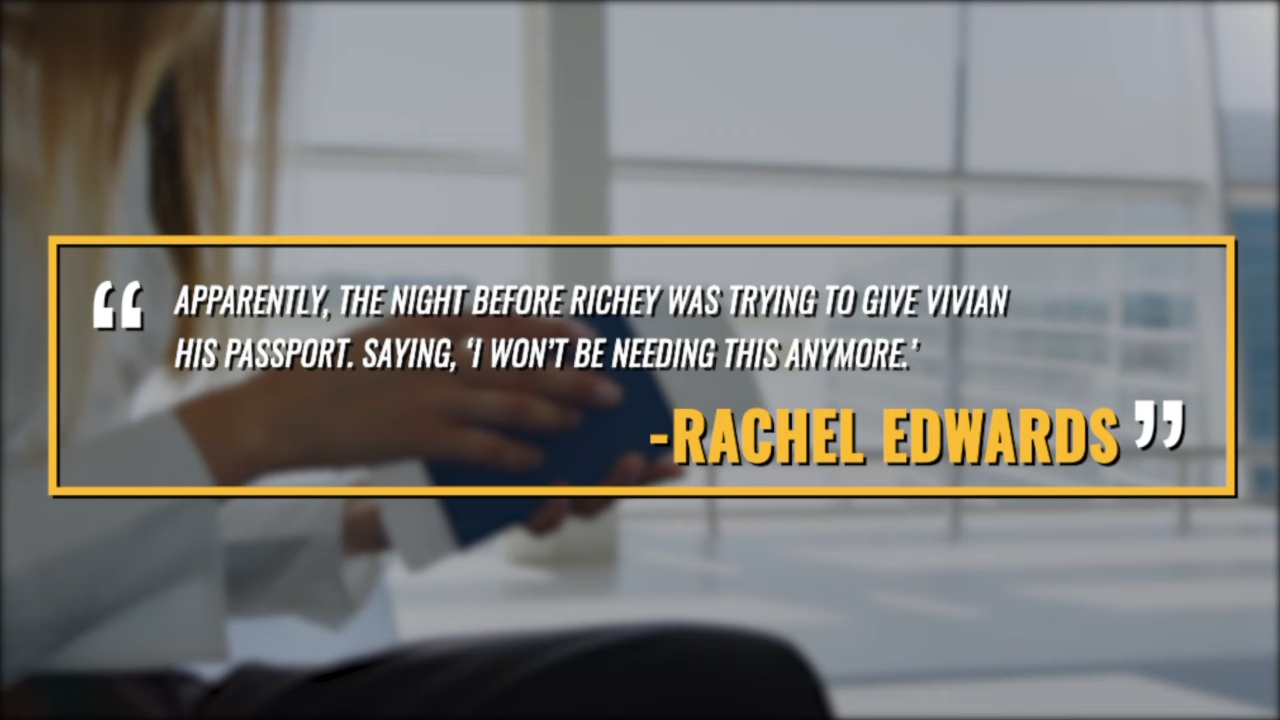 “ APPARENTLY, THE NIGHT BEFORE RICHEY WAS TRYING TO GIVE VIVIAN
HIS PASSPORT. SAYING, ‘I WON’T BE NEEDING THIS ANYMORE.’
-RACHEL EDWARDS ”